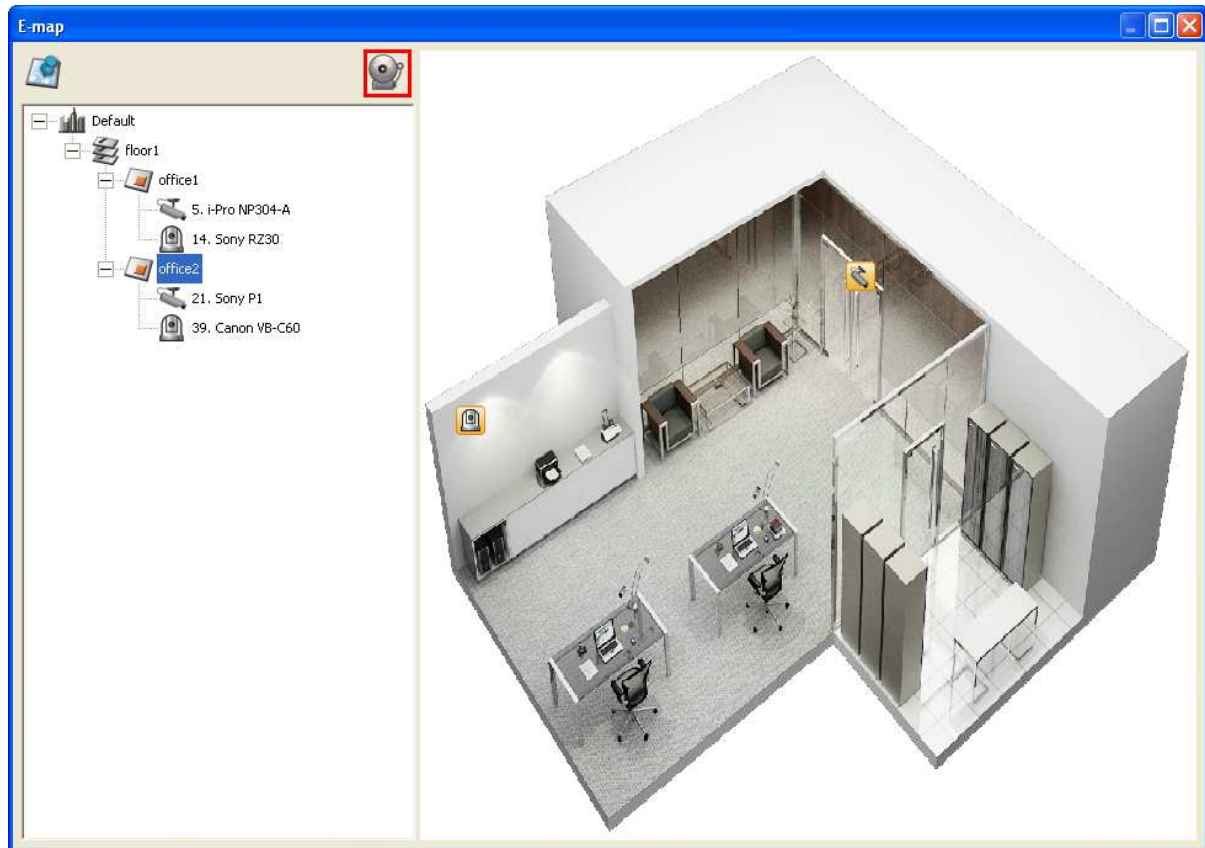 E-map
Default
floor1
office1
5. i-Pro NP304-A
14. Sony RZ30
office2
21. Sony P1
39. Canon VB-C60